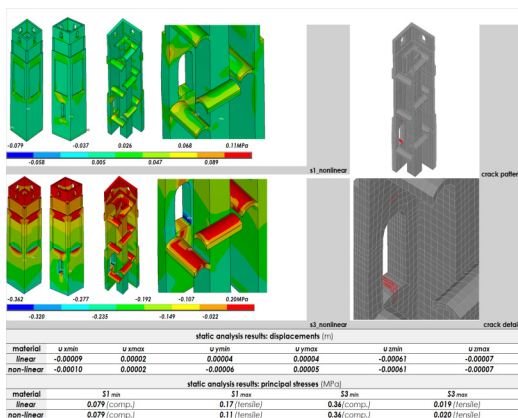 -0.079 -0.037 0.026 0.068 0.11MPa
-0.058 0.005 0.047 0.089
s1_nonlinear
crack patter
-0.362 -0.277 -0.192 -0.107 0.20MPa
-0.320 -0.235 -0.149 -0.022
s3_nonlinear
crack detail
static analysis results: displacements (m)
material u xmin u xmax u ymin u ymax u zmin u zmax
linear -0.00009 0.00002 0.00004 0.00004 -0.00061 -0.00007
non-linear -0.00010 0.00002 -0.00006 0.00005 -0.00061 -0.00007
static analysis results: principal stresses (MPa)
material S1 min S1 max S3 min S3 max
linear 0.079 (comp.) 0.17 (tensile) 0.36 (comp.) 0.019 (tensile)
non-linear 0.079 (comp.) 0.11 (tensile) 0.36 (comp.) 0.020 (tensile)